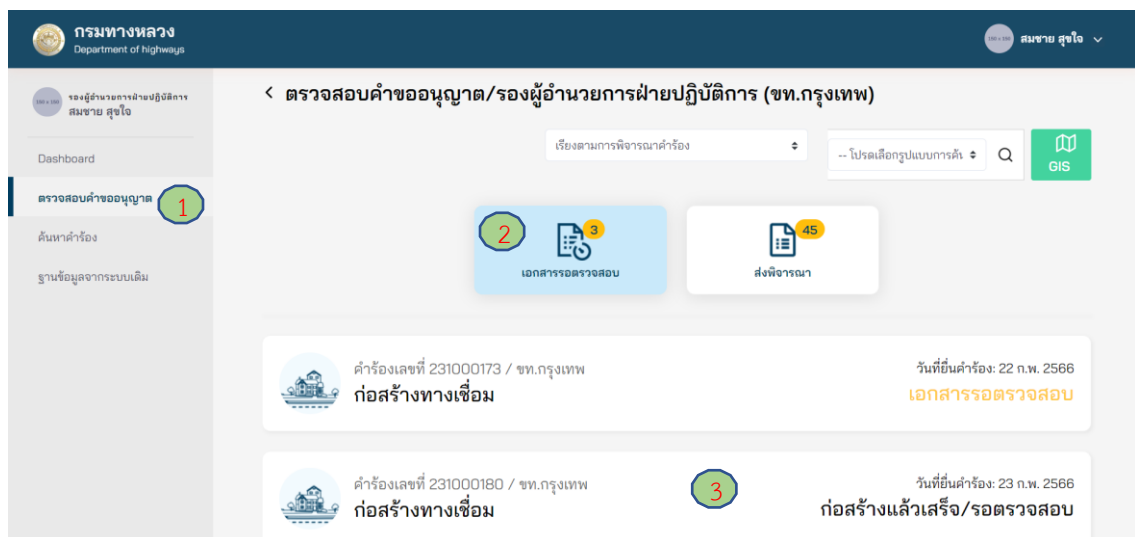 กรมทางหลวง
Department of highways
สมชาย สุขใจ
รองผู้อำนวยการฝ่ายปฏิบัติการ
สมชาย สุขใจ
Dashboard
ตรวจสอบคำขออนุญาต
1
ค้นหาคำร้อง
ฐานข้อมูลจากระบบเดิม
ตรวจสอบคำขออนุญาต/รองผู้อำนวยการฝ่ายปฏิบัติการ (ขท.กรุงเทพ)
เรียงตามการพิจารณาคำร้อง
-- โปรดเลือกรูปแบบการค้
GIS
2
3
เอกสารรอตรวจสอบ
45
ส่งพิจารณา
คำร้องเลขที่ 231000173 / ขท.กรุงเทพ
ก่อสร้างทางเชื่อม
วันที่ยื่นคำร้อง: 22 ก.พ. 2566
เอกสารรอตรวจสอบ
คำร้องเลขที่ 231000180 / ขท.กรุงเทพ
ก่อสร้างทางเชื่อม
3
วันที่ยื่นคำร้อง: 23 ก.พ. 2566
ก่อสร้างแล้วเสร็จ/รอตรวจสอบ